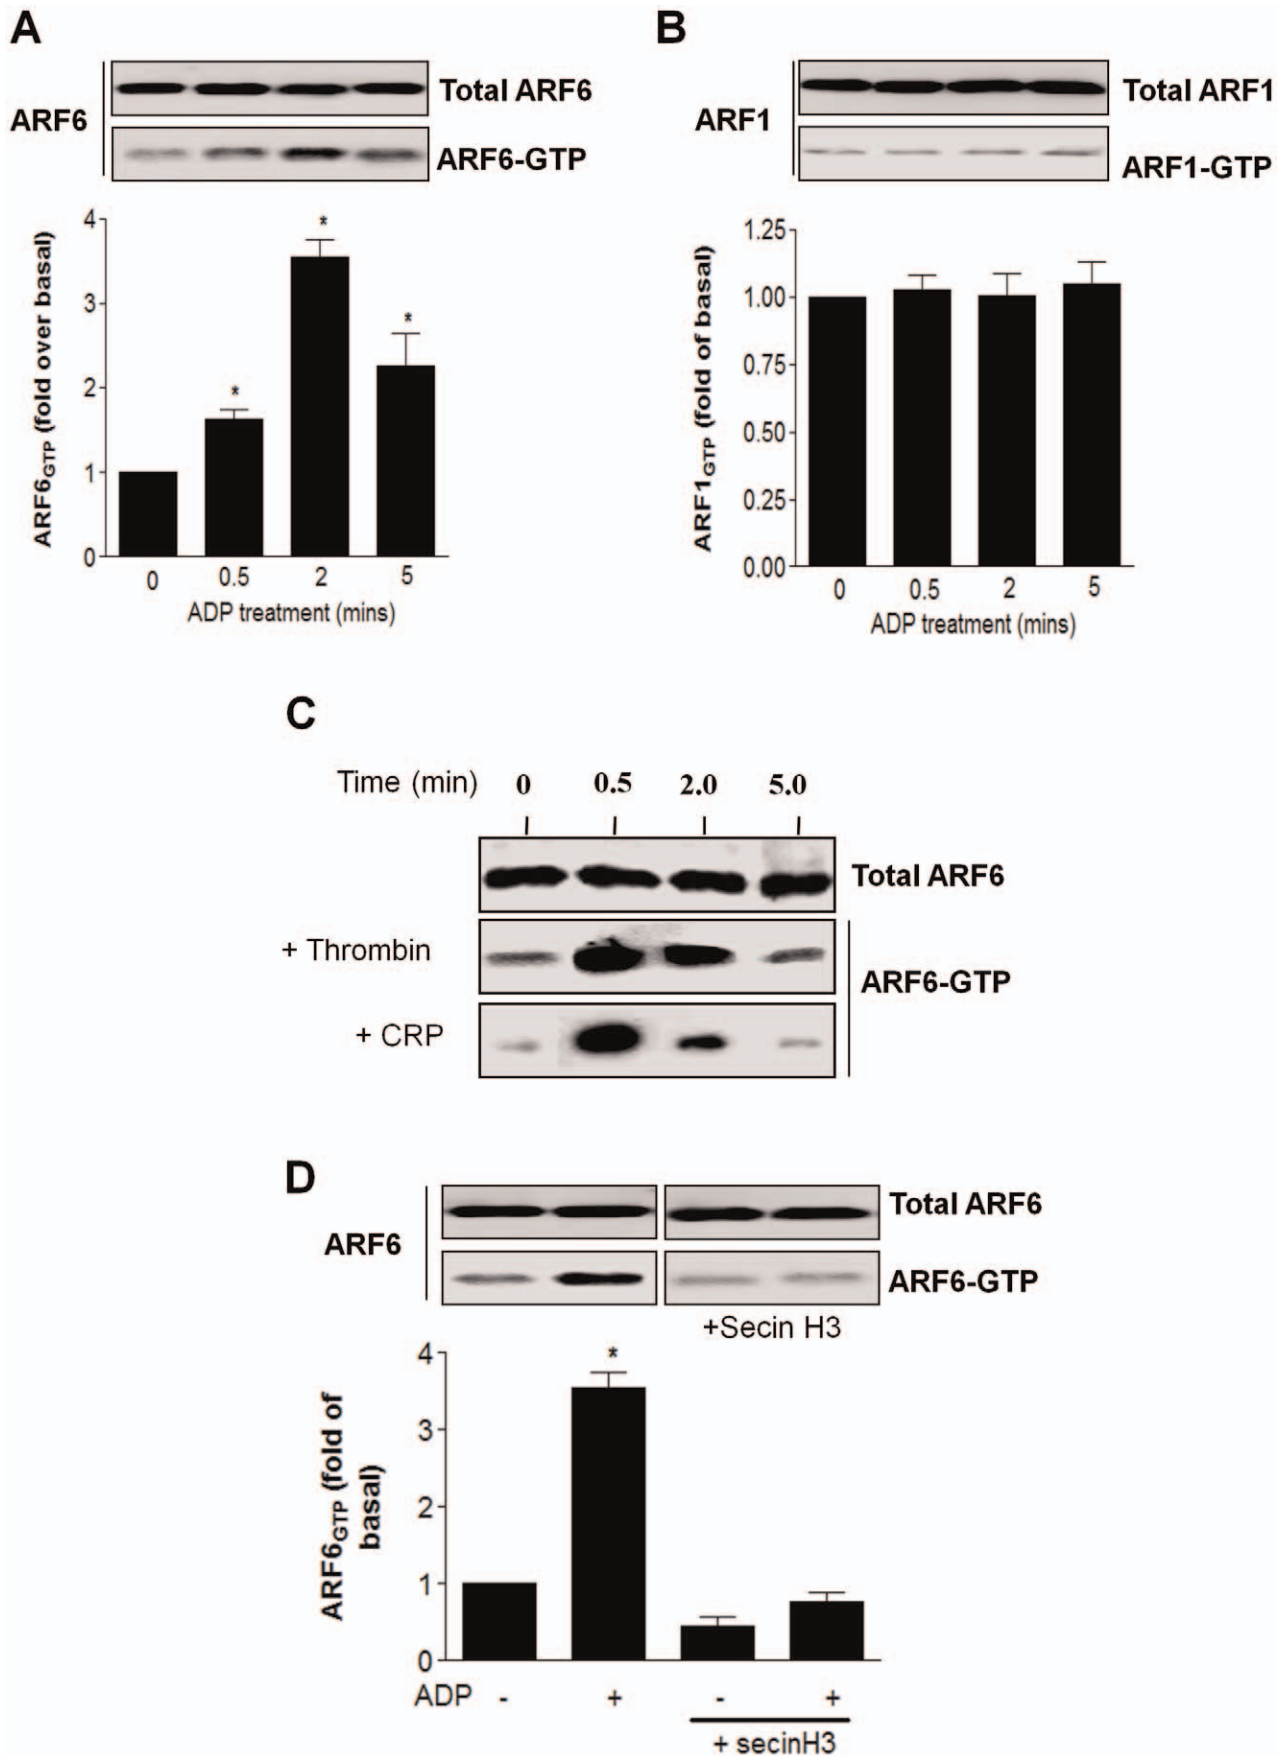 A
ARF6
Total ARF6
ARF6-GTP
ARF6GTP (fold over basal)
4
3
2
1
0
*
*
*
0 0.5 2 5
ADP treatment (mins)
B
ARF1
Total ARF1
ARF1-GTP
ARF1GTP (fold of basal)
1.25
1.00
0.75
0.50
0.25
0.00
0 0.5 2 5
ADP treatment (mins)
C
Time (min) 0 0.5 2.0 5.0
Total ARF6
+ Thrombin
ARF6-GTP
+ CRP
D
ARF6
Total ARF6
ARF6-GTP
+Secin H3
ARF6GTP (fold of
basal)
4
3
2
1
0
*
ADP - + - +
+ secinH3